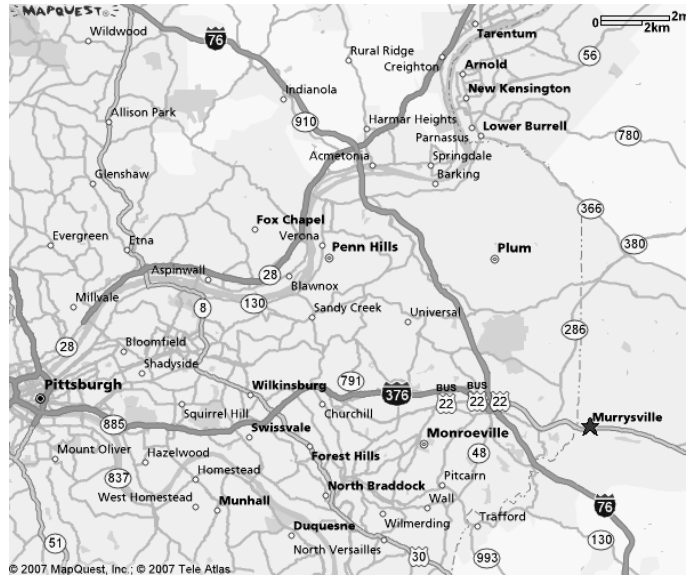 MAPQUEST®
Wildwood
76
Rural Ridge
Tarentum
0
2mi
2km
Creighton
56
Arnold
Indianola
New Kensington
Allison Park
910
Harmar Heights
Parnassus
Lower Burrell
780
Acmetonia
Springdale
Glenshaw
Barking
366
Fox Chapel
Evergreen
Etna
Verona
Penn Hills
Plum
380
Aspinwall
28
Blawnox
Millvale
8
130
Sandy Creek
Universal
286
28
Bloomfield
Shadyside
791
BUS
BUS
Pittsburgh
Wilkinsburg
376
22
22
22
Squirrel Hill
Churchill
Murrysville
885
Swissvale
Monroeville
Mount Oliver
Hazelwood
Forest Hills
48
837
Homestead
Pitcairn
West Homestead
Munhall
North Braddock
Wall
76
Wilmerding
Trafford
Duquesne
130
51
North Versailles
30
993
© 2007 MapQuest, Inc.; © 2007 Tele Atlas